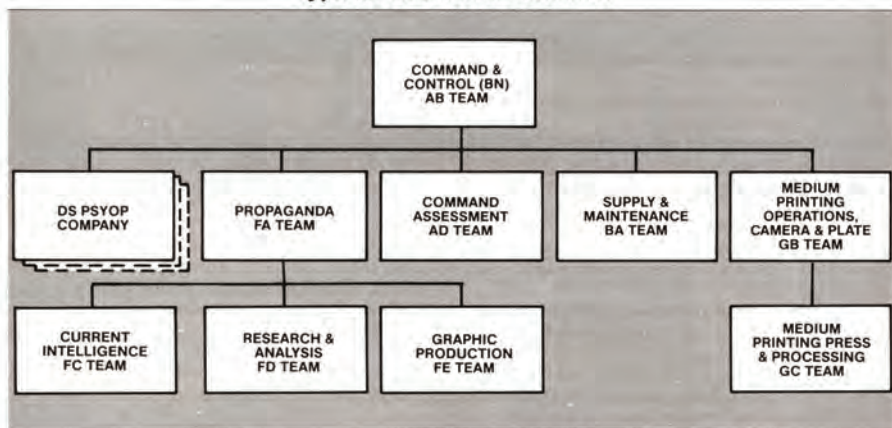 COMMAND &
CONTROL (BN)
AB TEAM
DS PSYOP
COMPANY
PROPAGANDA
FA TEAM
COMMAND
ASSESSMENT
AD TEAM
SUPPLY &
MAINTENANCE
BA TEAM
MEDIUM
PRINTING
OPERATIONS,
CAMERA & PLATE
GB TEAM
CURRENT
INTELLIGENCE
FC TEAM
RESEARCH &
ANALYSIS
FD TEAM
GRAPHIC
PRODUCTION
FE TEAM
MEDIUM
PRINTING PRESS
& PROCESSING
GC TEAM